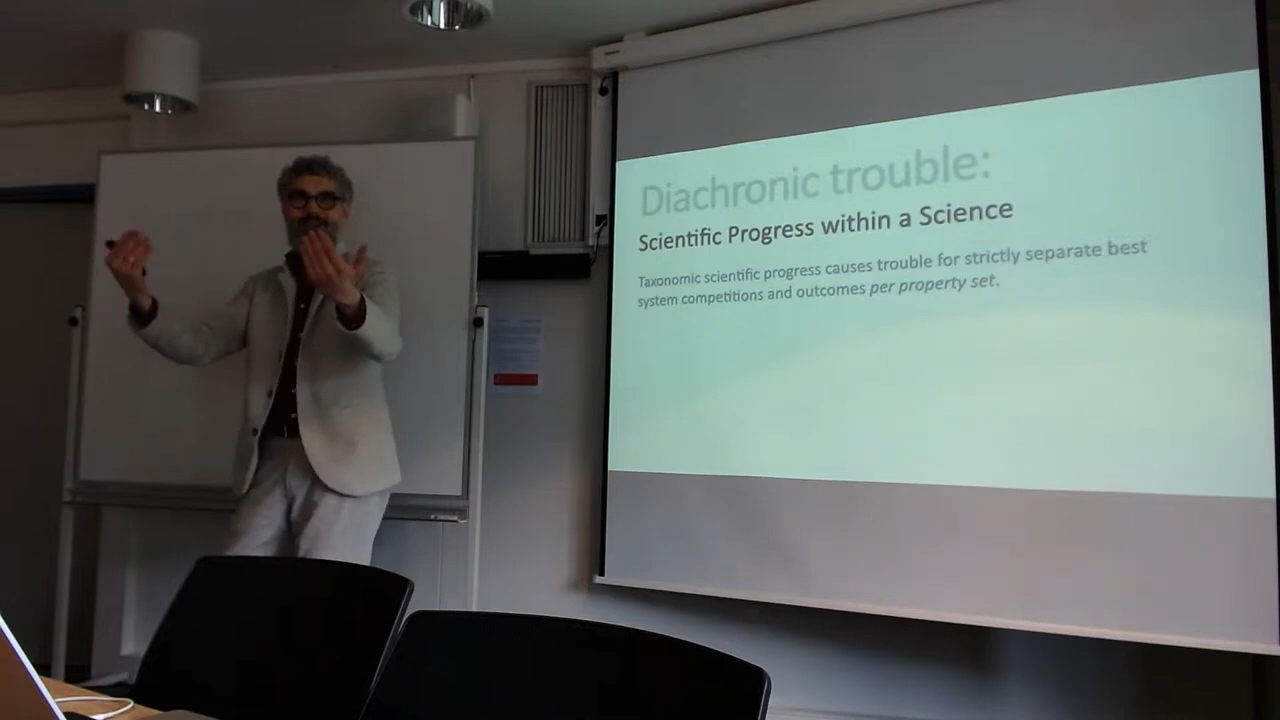 Diachronic trouble:
Scientific Progress within a Science
Taxonomic scientific progress causes trouble for strictly separate best
system competitions and outcomes per property set.